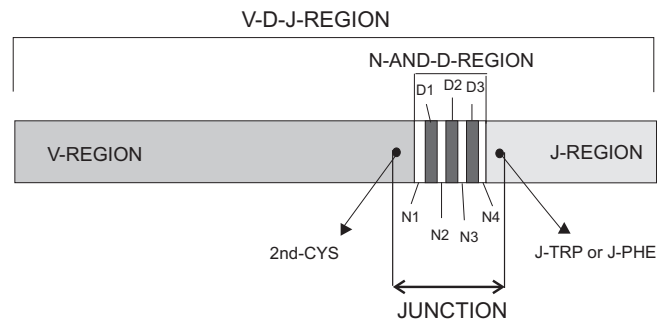 V-D-J-REGION
N-AND-D-REGION
D1 D2 D3
V-REGION
J-REGION
N1 N2 N3 N4
2nd-CYS
J-TRP or J-PHE
JUNCTION